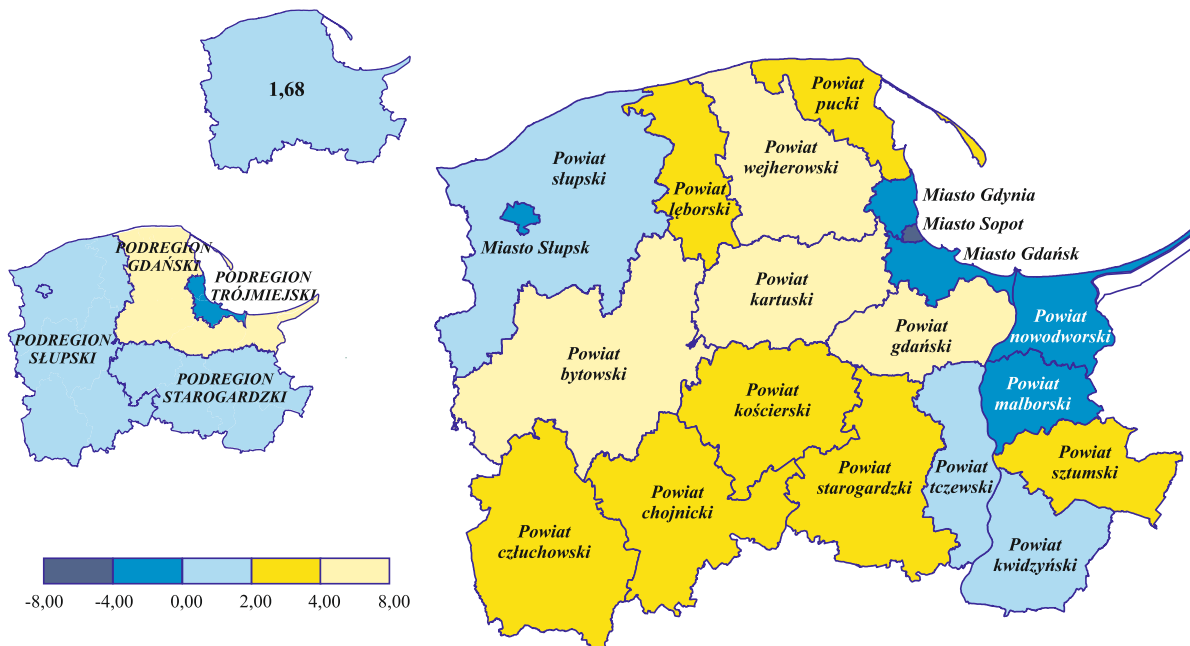 1,68
PODREGION
GDAŃSKI
PODREGION
TRÓJMIEJSKI
PODREGION
SŁUPSKI
PODREGION
STAROGARDZKI
-8,00 -4,00 0,00 2,00 4,00 8,00
Powiat
pucki
Powiat
wejherowski
Powiat
słupski
Powiat
lęborski
Miasto Gdynia
Miasto Sopot
Miasto Słupsk
Miasto Gdańsk
Powiat
kartuski
Powiat
gdański
Powiat
nowodworski
Powiat
bytowski
Powiat
kościerski
Powiat
malborski
Powiat
sztumski
Powiat
tczewski
Powiat
starogardzki
Powiat
chojnicki
Powiat
człuchowski
Powiat
kwidzyński